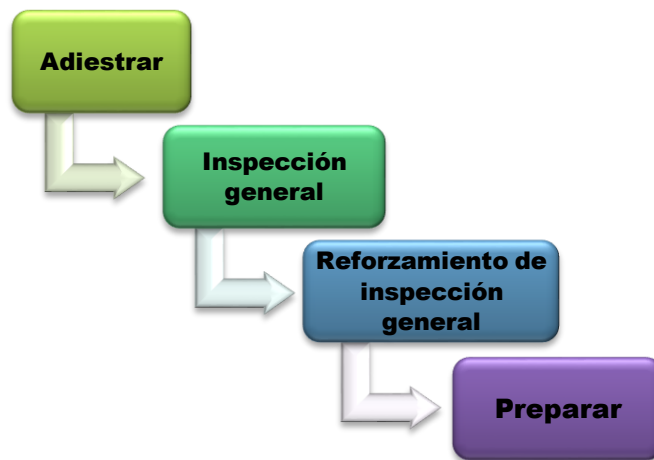 Adiestrar
Inspección
general
Reforzamiento de
inspección
general
Preparar